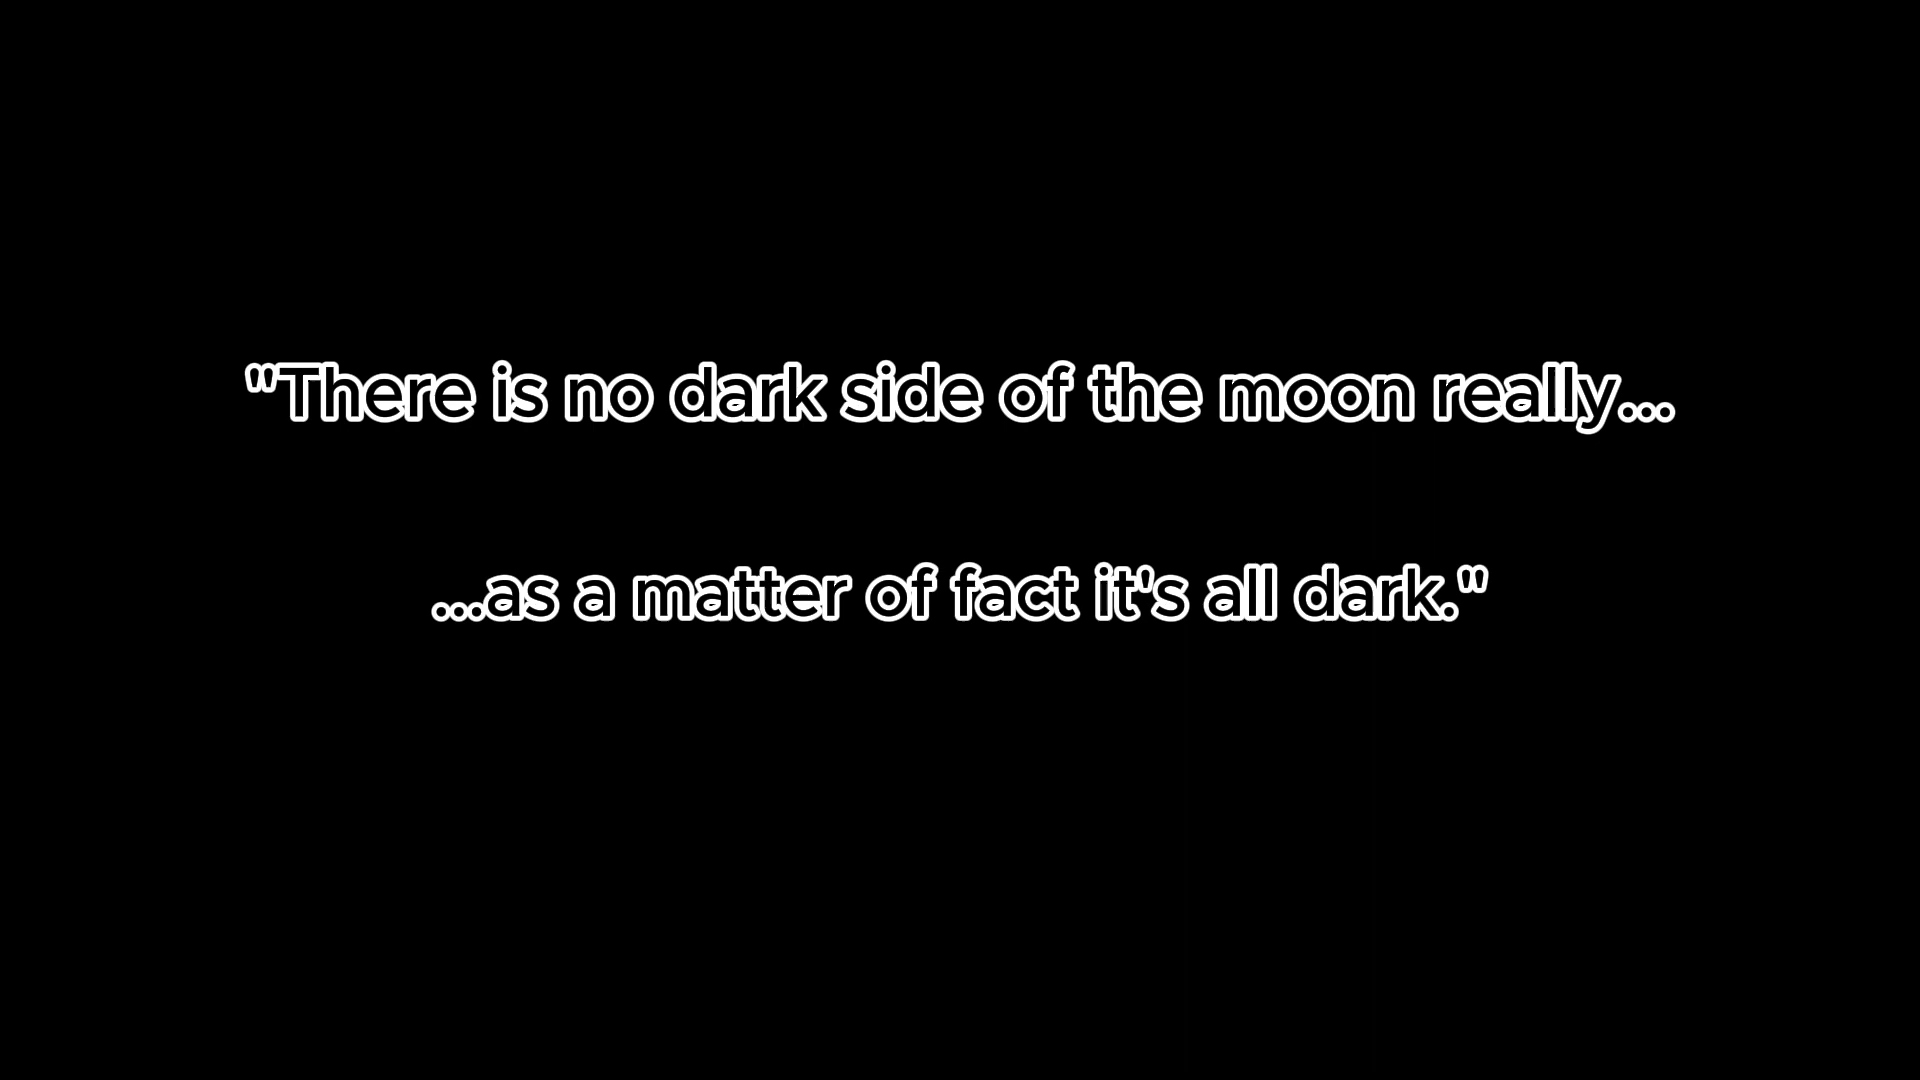 "There is no dark side of the moon really...
...as a matter of fact it's all dark."